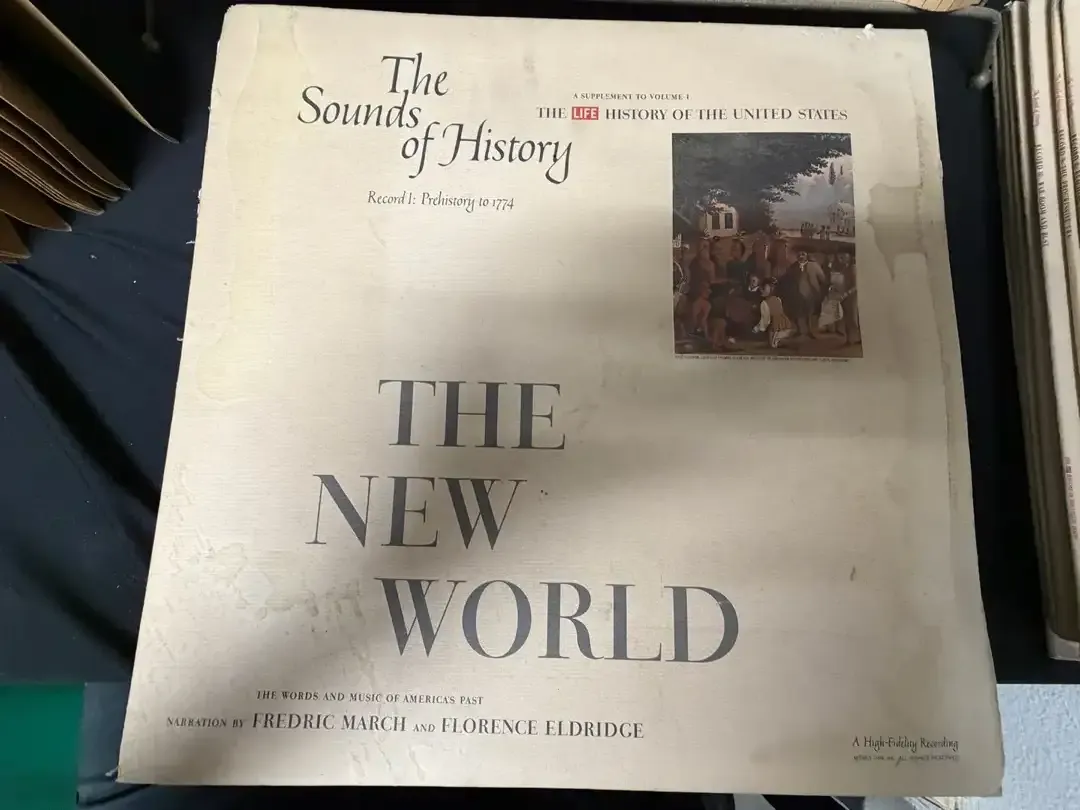 The
Sounds
of History
Record I: Prehistory to 1774
A SUPPLEMENT TO VOLUME I
THE LIFE HISTORY OF THE UNITED STATES
THE
NEW
WORLD
THE WORDS AND MUSIC OF AMERICA'S PAST
NARRATION BY FREDRIC MARCH AND FLORENCE ELDRIDGE
A High-Fidelity Recording